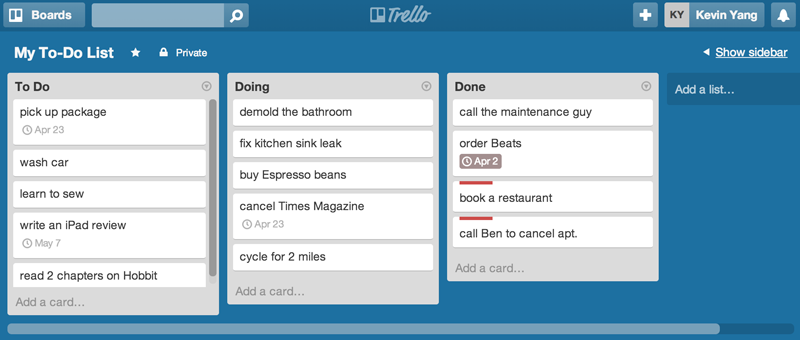 Boards
Trello
KY Kevin Yang
My To-Do List Private
Show sidebar
To Do
pick up package
Apr 23
wash car
learn to sew
write an iPad review
May 7
read 2 chapters on Hobbit
Add a card…
Doing
demold the bathroom
fix kitchen sink leak
buy Espresso beans
cancel Times Magazine
Apr 23
cycle for 2 miles
Add a card…
Done
call the maintenance guy
order Beats
Apr 2
book a restaurant
call Ben to cancel apt.
Add a card…
Add a list…